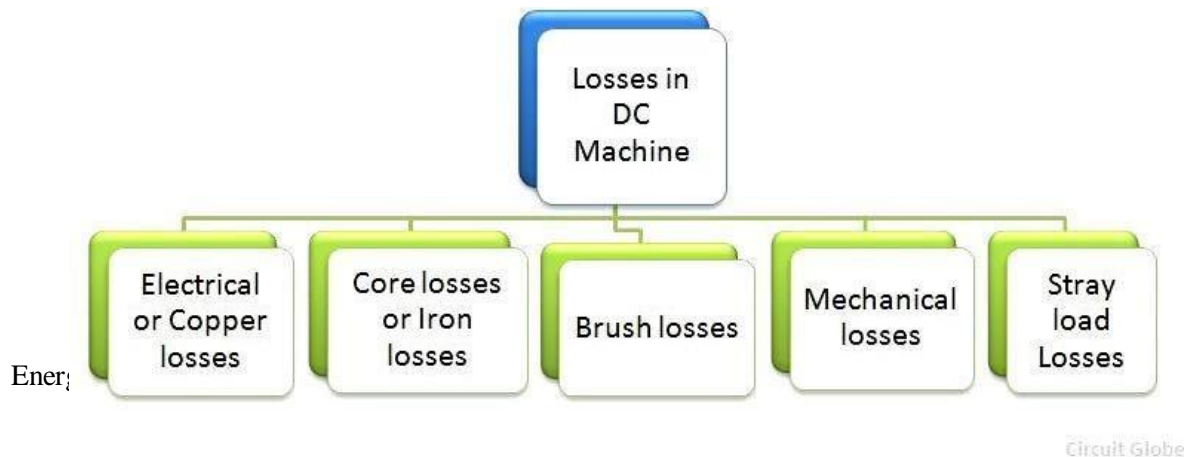 Losses in
DC
Machine
Electrical
or Copper
losses
Core losses
or Iron
losses
Brush losses
Mechanical
losses
Stray
load
Losses
Circuit Globe